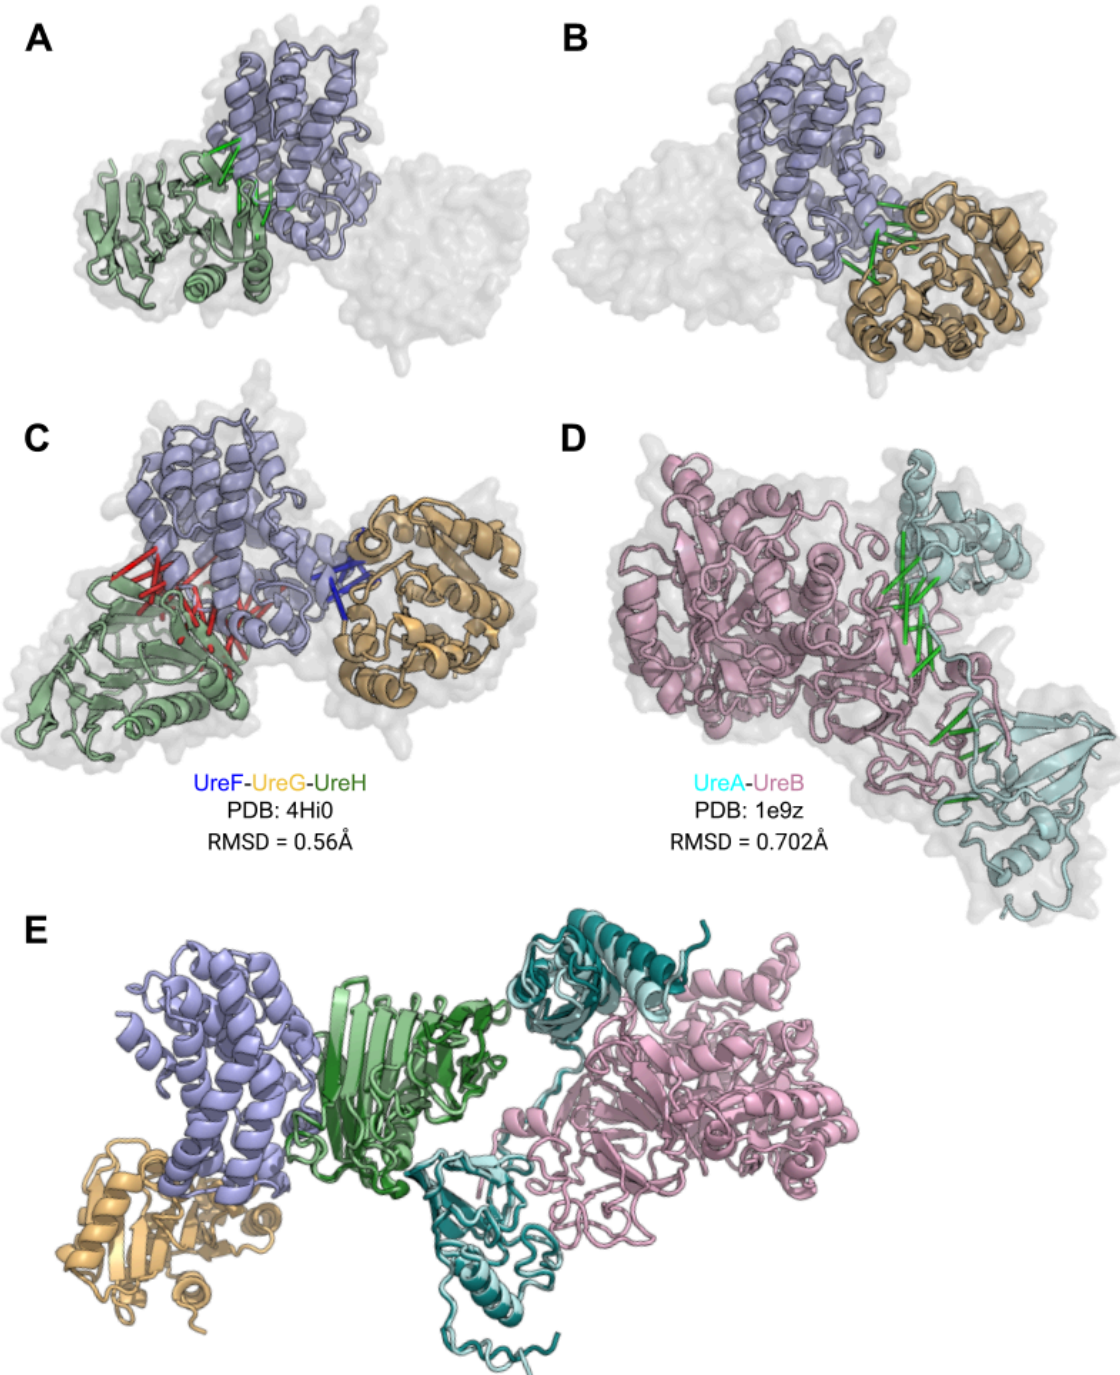 A
B
C
D
UreF-UreG-UreH
PDB: 4Hi0
RMSD = 0.56Å
UreA-UreB
PDB: 1e9z
RMSD = 0.702Å
E